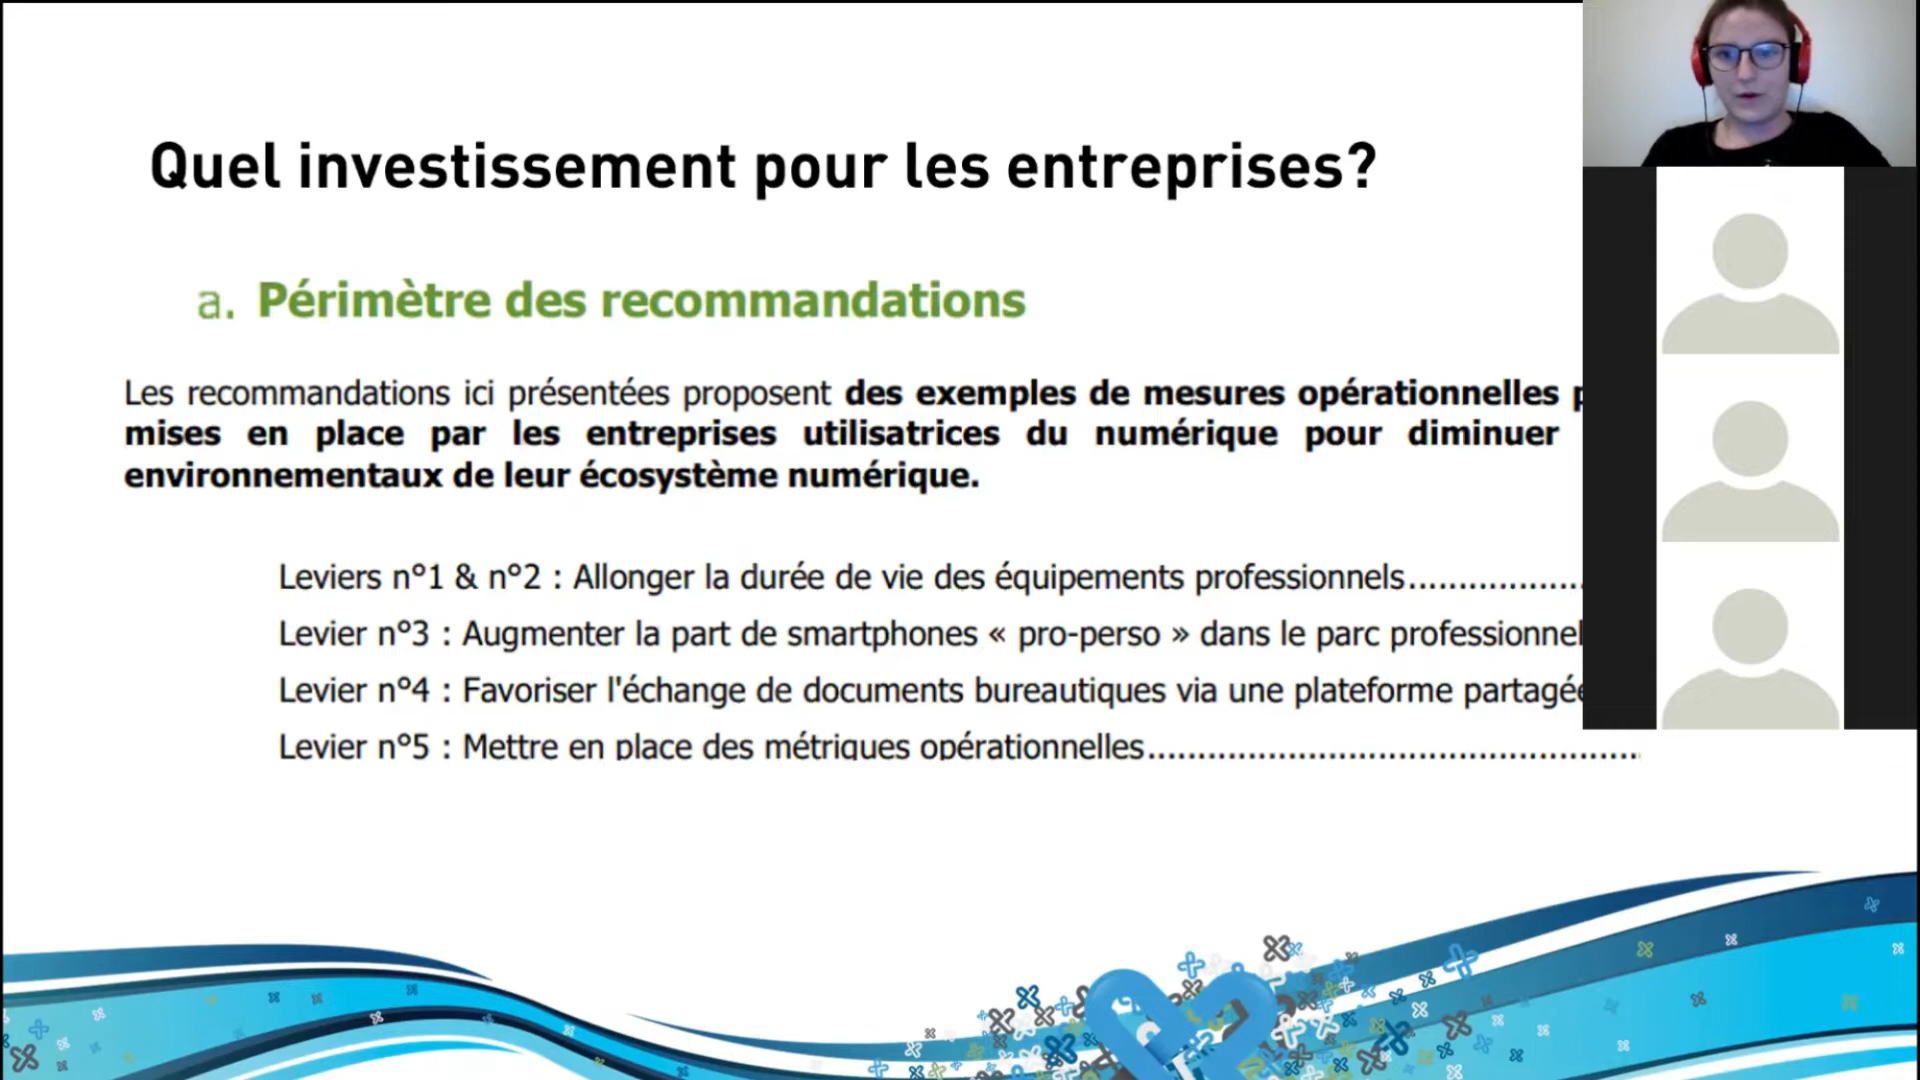 Quel investissement pour les entreprises?
a. Périmètre des recommandations
Les recommandations ici présentées proposent des exemples de mesures opérationnelles
mises en place par les entreprises utilisatrices du numérique pour diminuer
environnementaux de leur écosystème numérique.
Leviers n°1 & n°2 : Allonger la durée de vie des équipements professionnels.................
Levier n°3 : Augmenter la part de smartphones « pro-perso » dans le parc professionnel
Levier n°4 : Favoriser l'échange de documents bureautiques via une plateforme partagée
Levier n°5 : Mettre en place des métriques opérationnelles.................................................